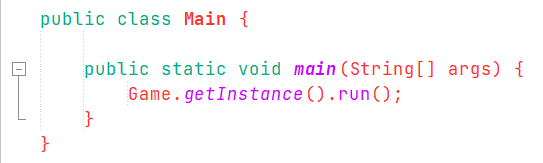 public class Main {
public static void main(String[] args) {
Game.getInstance().run();
}
}